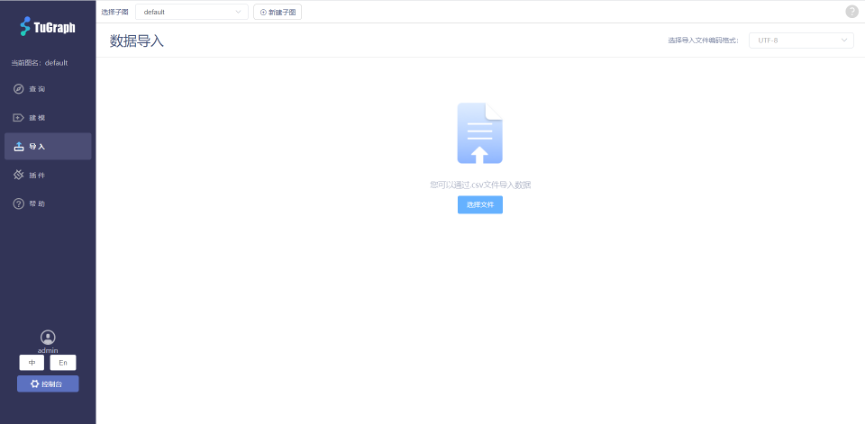 TuGraph
当前图名：default
查询
建模
导入
插件
帮助
admin
中 En
控制台
选择子图 default 新建子图 ?
数据导入
选择导入文件编码格式： UTF-8
您可以通过.csv文件导入数据
选择文件